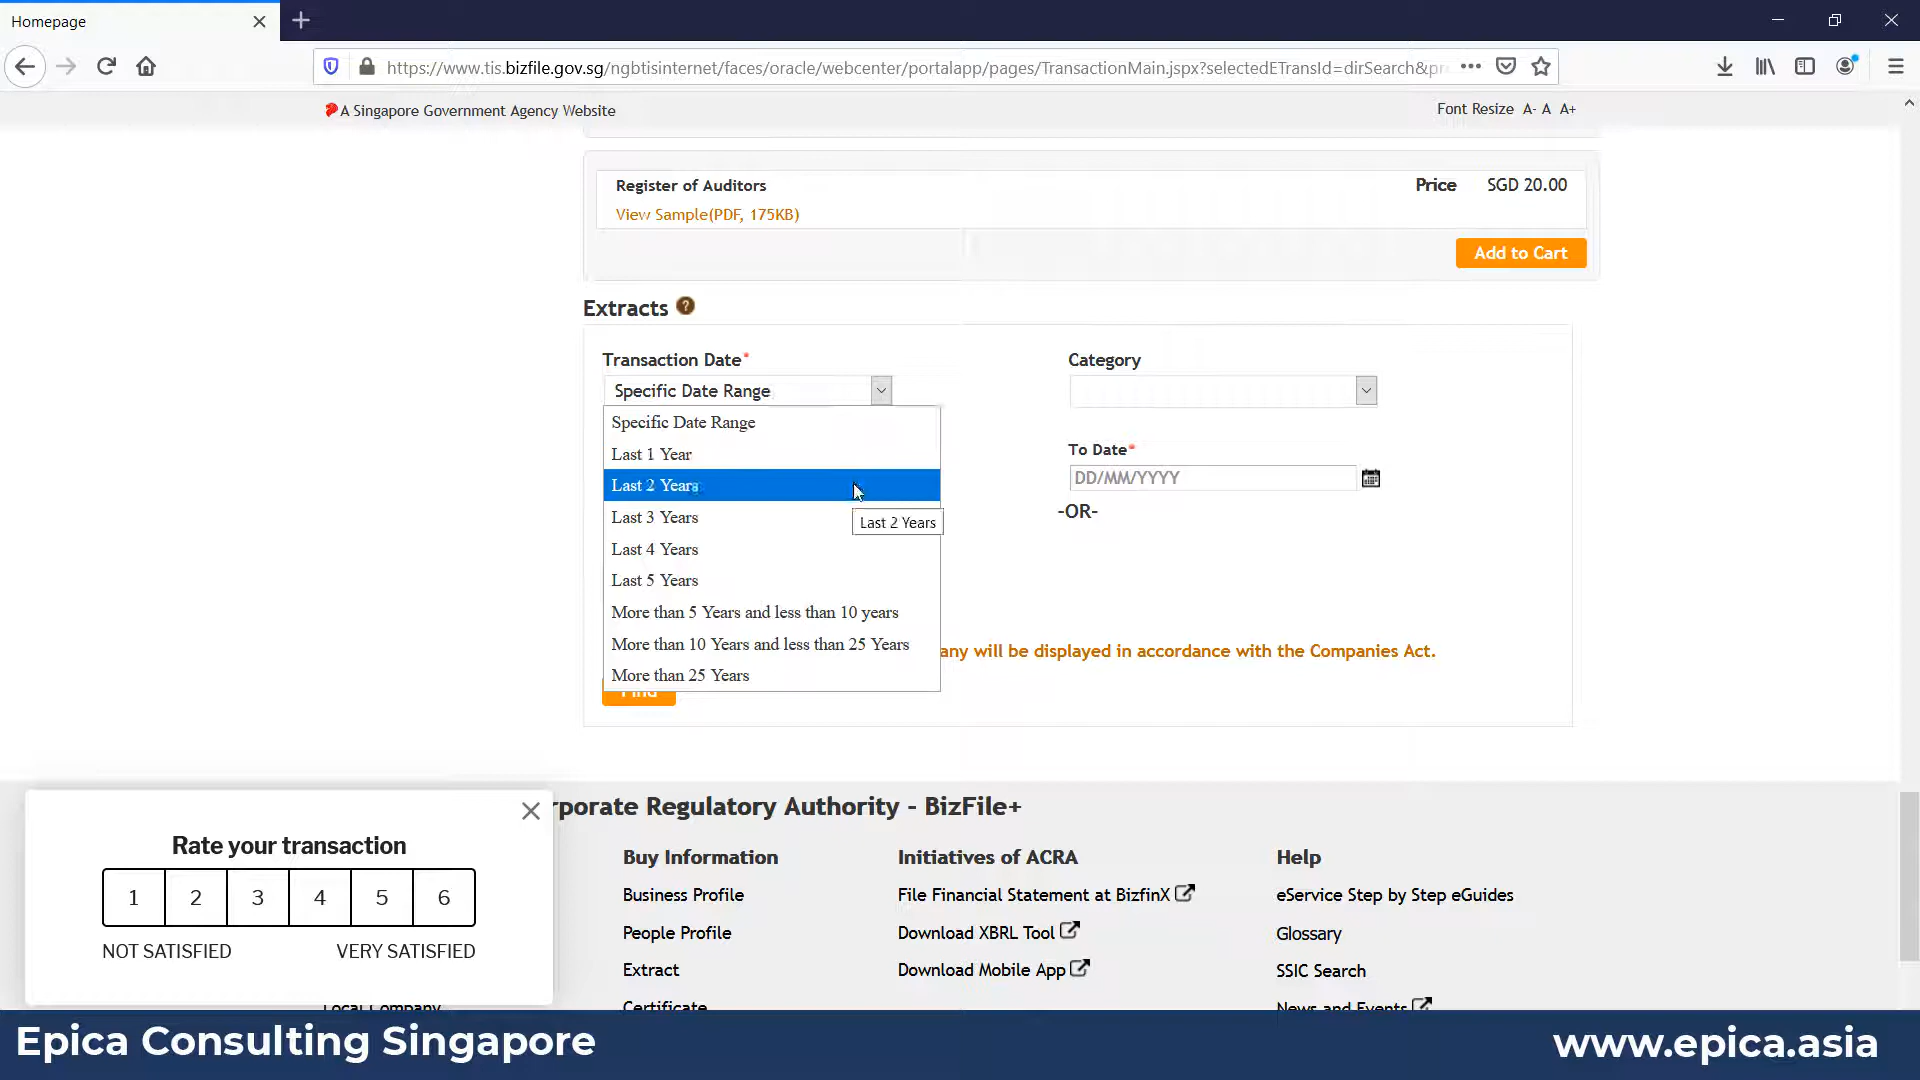 Homepage
https://www.tis.bizfile.gov.sg/ngbtisinternet/faces/oracle/webcenter/portalapp/pages/TransactionMain.jspx?selectedETransId=dirSearch&pr
A Singapore Government Agency Website
Font Resize A- A A+
Register of Auditors
Price SGD 20.00
View Sample(PDF, 175KB)
Add to Cart
Extracts ?
Transaction Date*
Category
Specific Date Range
Specific Date Range
Last 1 Year
Last 2 Years
Last 3 Years
Last 4 Years
Last 5 Years
More than 5 Years and less than 10 years
More than 10 Years and less than 25 Years
More than 25 Years
Last 2 Years
To Date*
DD/MM/YYYY
-OR-
any will be displayed in accordance with the Companies Act.
Find
rporate Regulatory Authority - BizFile+
Rate your transaction
1 2 3 4 5 6
NOT SATISFIED VERY SATISFIED
Local Company
Buy Information
Business Profile
People Profile
Extract
Certificate
Initiatives of ACRA
File Financial Statement at BizfinX
Download XBRL Tool
Download Mobile App
Help
eService Step by Step eGuides
Glossary
SSIC Search
News and Events
Epica Consulting Singapore
www.epica.asia